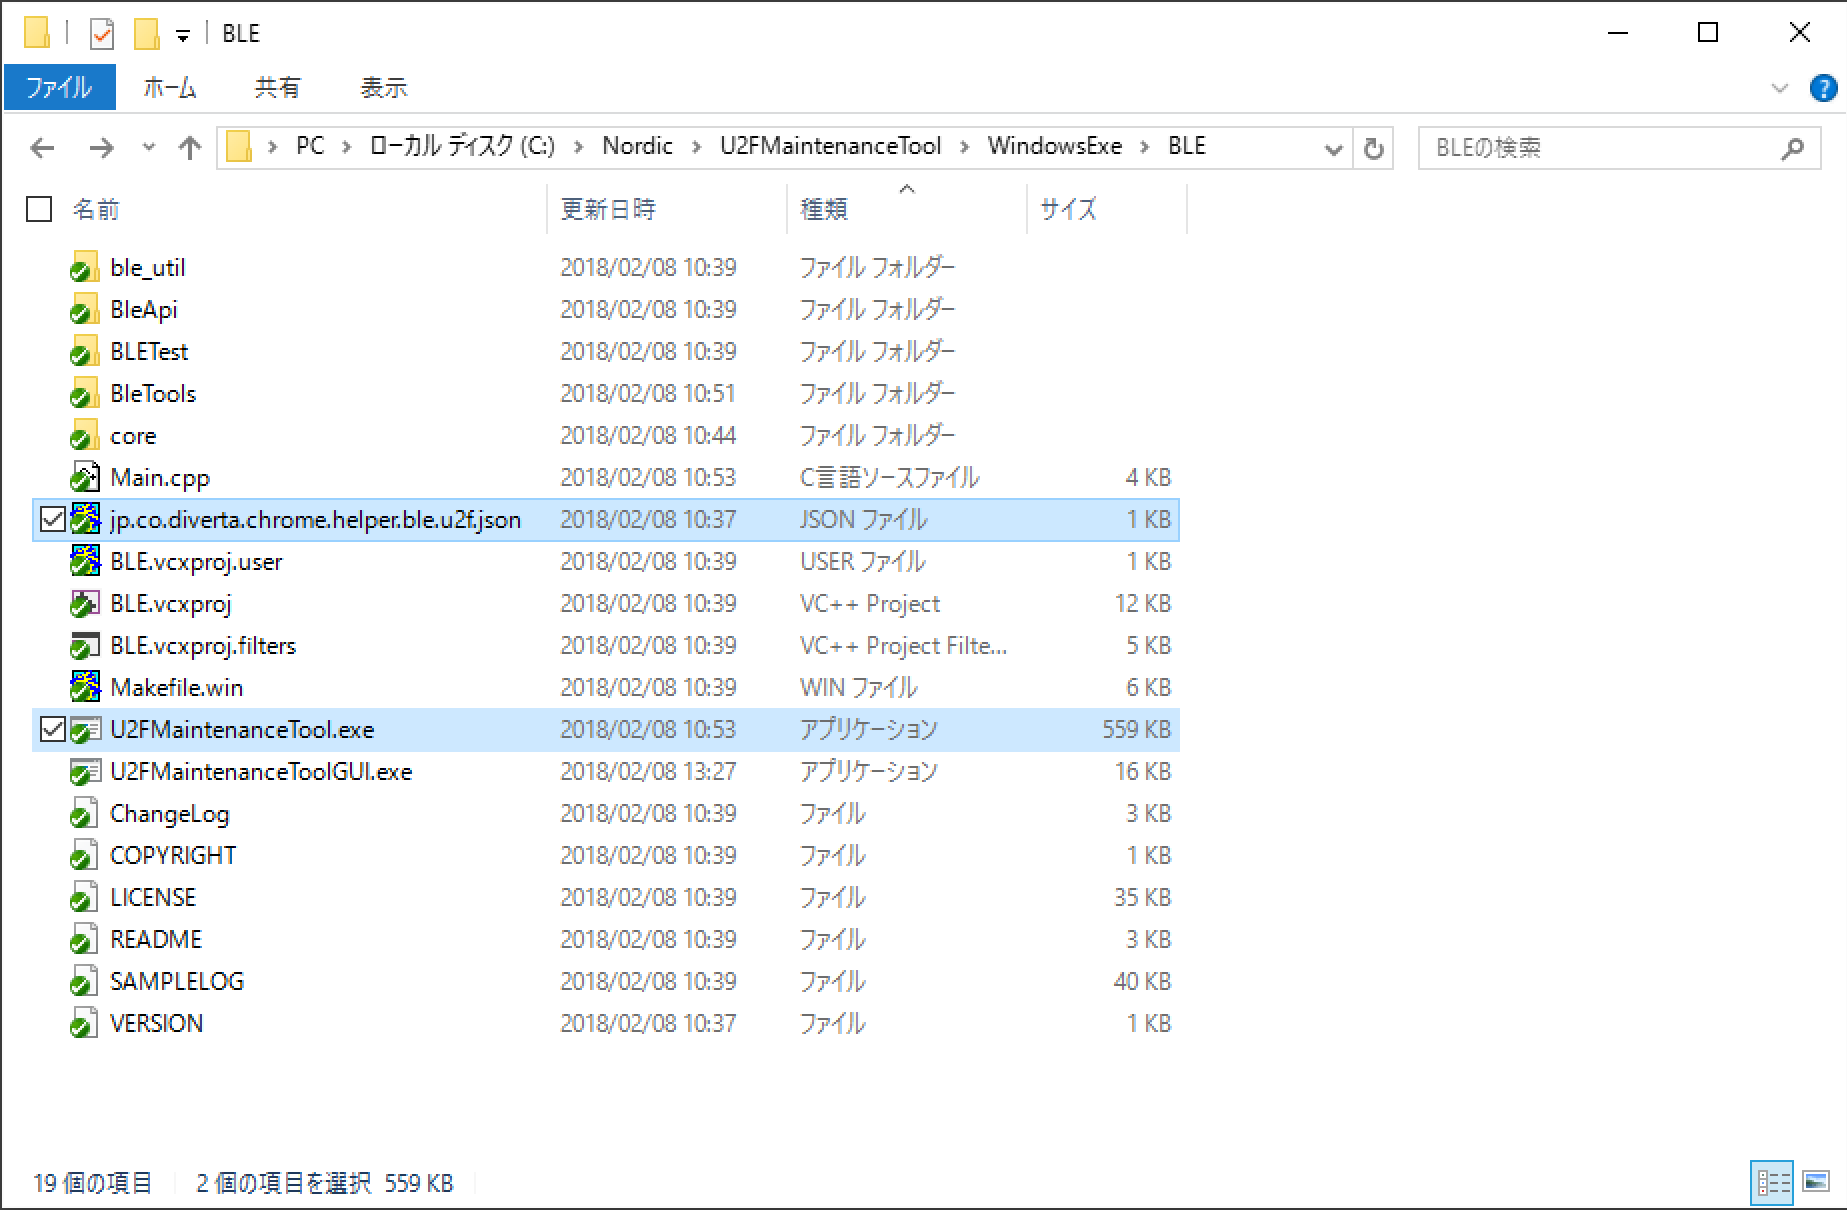 BLE
ファイル ホーム 共有 表示
PC ローカル ディスク (C:) Nordic U2FMaintenanceTool WindowsExe BLE BLEの検索
名前 更新日時 種類 サイズ
ble_util 2018/02/08 10:39 ファイル フォルダー
BleApi 2018/02/08 10:39 ファイル フォルダー
BLETest 2018/02/08 10:39 ファイル フォルダー
BleTools 2018/02/08 10:51 ファイル フォルダー
core 2018/02/08 10:44 ファイル フォルダー
Main.cpp 2018/02/08 10:53 C言語ソースファイル 4 KB
jp.co.diverta.chrome.helper.ble.u2f.json 2018/02/08 10:37 JSON ファイル 1 KB
BLE.vcxproj.user 2018/02/08 10:39 USER ファイル 1 KB
BLE.vcxproj 2018/02/08 10:39 VC++ Project 12 KB
BLE.vcxproj.filters 2018/02/08 10:39 VC++ Project Filte... 5 KB
Makefile.win 2018/02/08 10:39 WIN ファイル 6 KB
U2FMaintenanceTool.exe 2018/02/08 10:53 アプリケーション 559 KB
U2FMaintenanceToolGUI.exe 2018/02/08 13:27 アプリケーション 16 KB
ChangeLog 2018/02/08 10:39 ファイル 3 KB
COPYRIGHT 2018/02/08 10:39 ファイル 1 KB
LICENSE 2018/02/08 10:39 ファイル 35 KB
README 2018/02/08 10:39 ファイル 3 KB
SAMPLELOG 2018/02/08 10:39 ファイル 40 KB
VERSION 2018/02/08 10:37 ファイル 1 KB
19 個の項目 2 個の項目を選択 559 KB